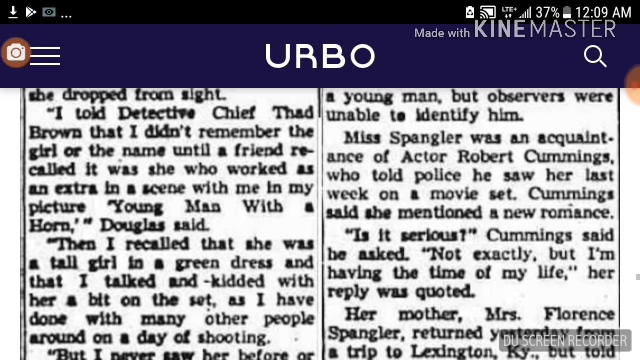 LTE+ 37% 12:09 AM
Made with KINEMASTER
URBO
she dropped from sight.
"I told Detective Chief Thad
Brown that I didn't remember the
girl or the name until a friend re-
called it was she who worked as
an extra in a scene with me in my
picture 'Young Man With a
Horn,'" Douglas said.
"Then I recalled that she was
a tall girl in a green dress and
that I talked and -kidded with
her a bit on the set, as I have
done with many other people
around on a day of shooting.
"But I never saw her before or
a young man, but observers were
unable to identify him.
Miss Spangler was an acquaint-
ance of Actor Robert Cummings,
who told police he saw her last
week on a movie set. Cummings
said she mentioned a new romance.
"Is it serious?" Cummings said
he asked. "Not exactly, but I'm
having the time of my life," her
reply was quoted.
Her mother, Mrs. Florence
Spangler, returned yesterday from
a trip to Lexington, Ky., but told
DU SCREEN RECORDER